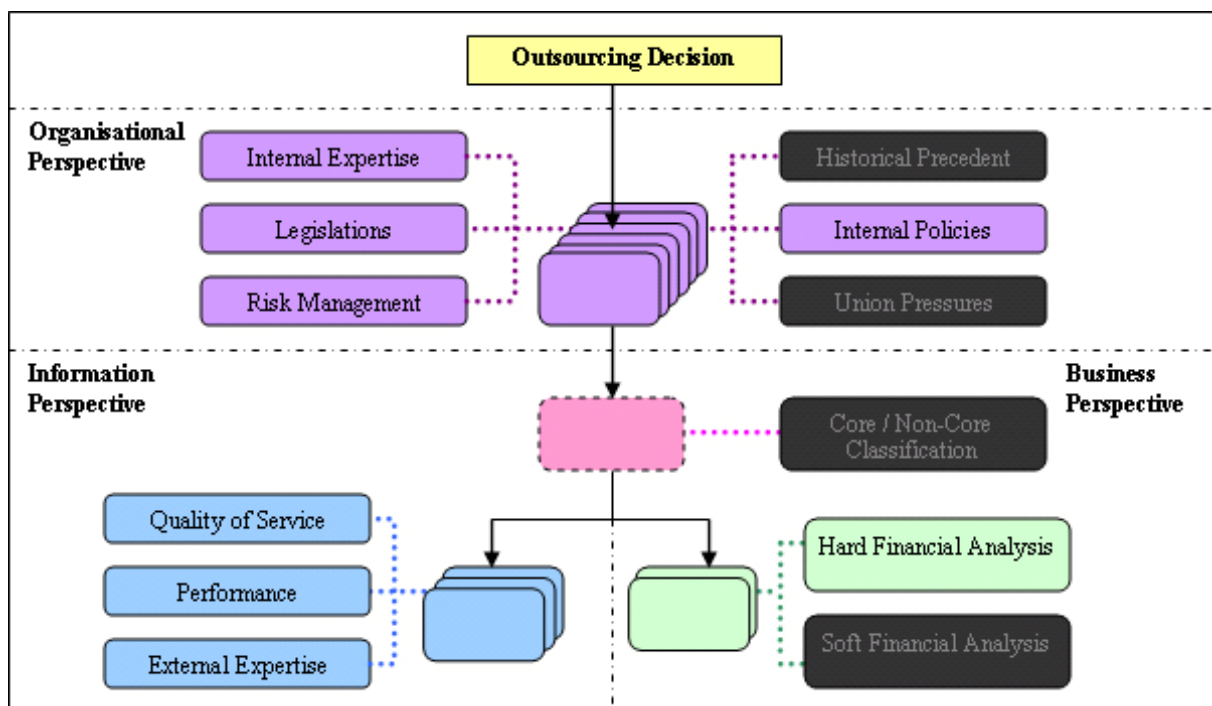 Outsourcing Decision
Organisational
Perspective
Internal Expertise
Historical Precedent
Legislations
Internal Policies
Risk Management
Union Pressures
Information
Perspective
Business
Perspective
Core / Non-Core
Classification
Quality of Service
Hard Financial Analysis
Performance
Soft Financial Analysis
External Expertise